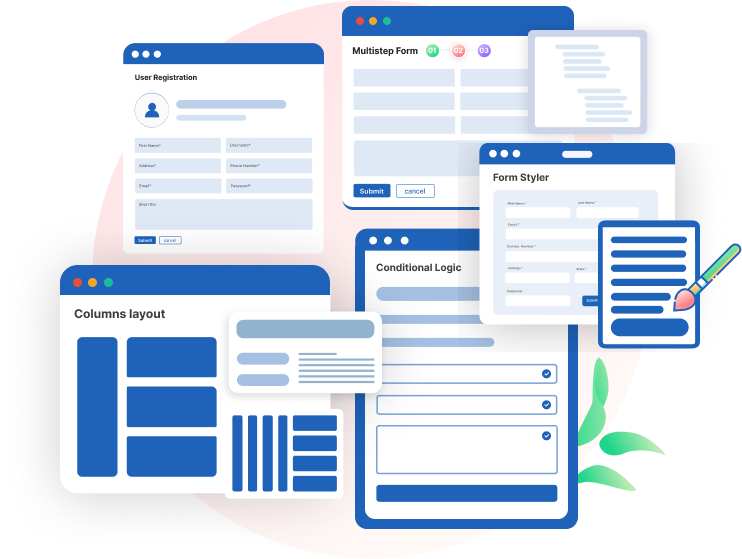 User Registration
First Name*
Username*
Address*
Phone Number*
Email*
Password*
Short Bio
Submit
cancel
Multistep Form
01
02
03
Submit
cancel
Form Styler
First Name *
Last Name *
Email *
Contact Number *
Address *
State *
Password
Submit
Conditional Logic
Columns layout